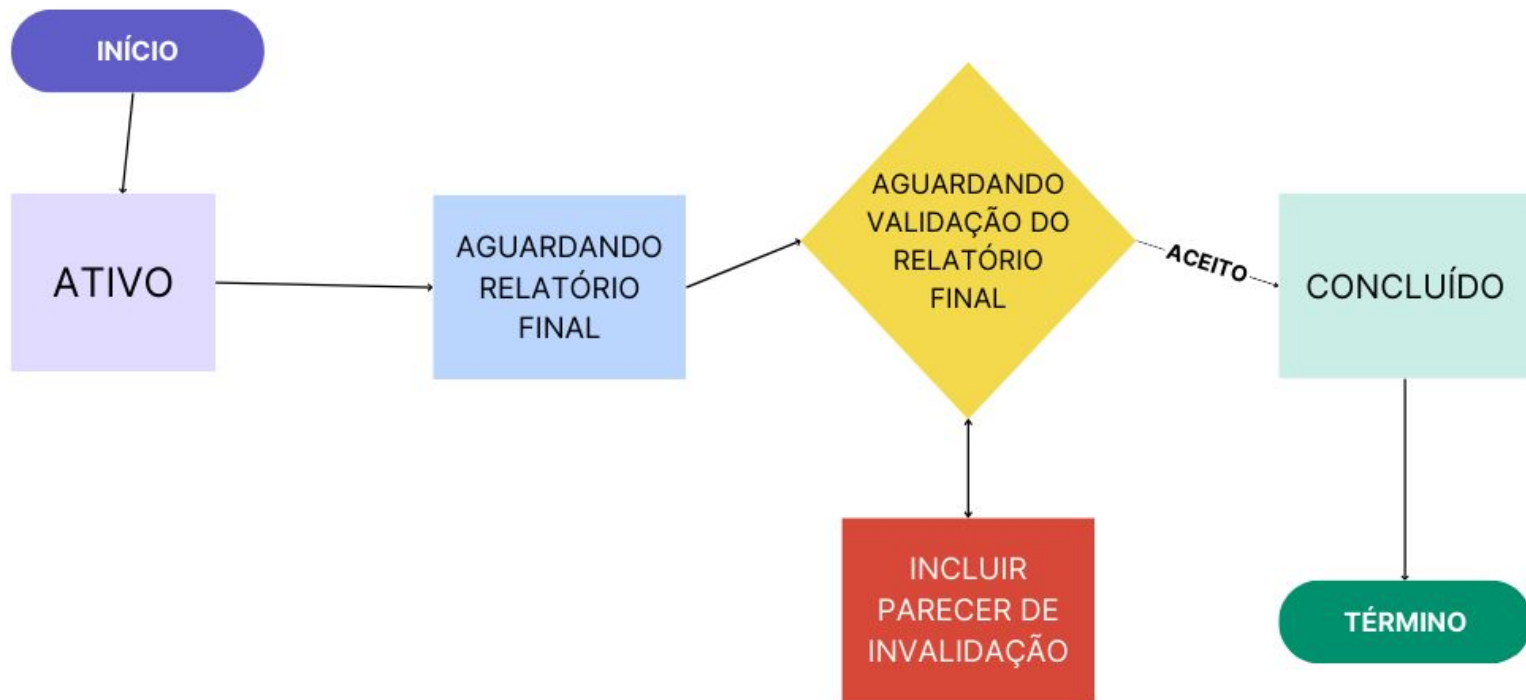 INÍCIO
ATIVO
AGUARDANDO
RELATÓRIO
FINAL
AGUARDANDO
VALIDAÇÃO DO
RELATÓRIO
FINAL
ACEITO
CONCLUÍDO
INCLUIR
PARECER DE
INVALIDAÇÃO
TÉRMINO